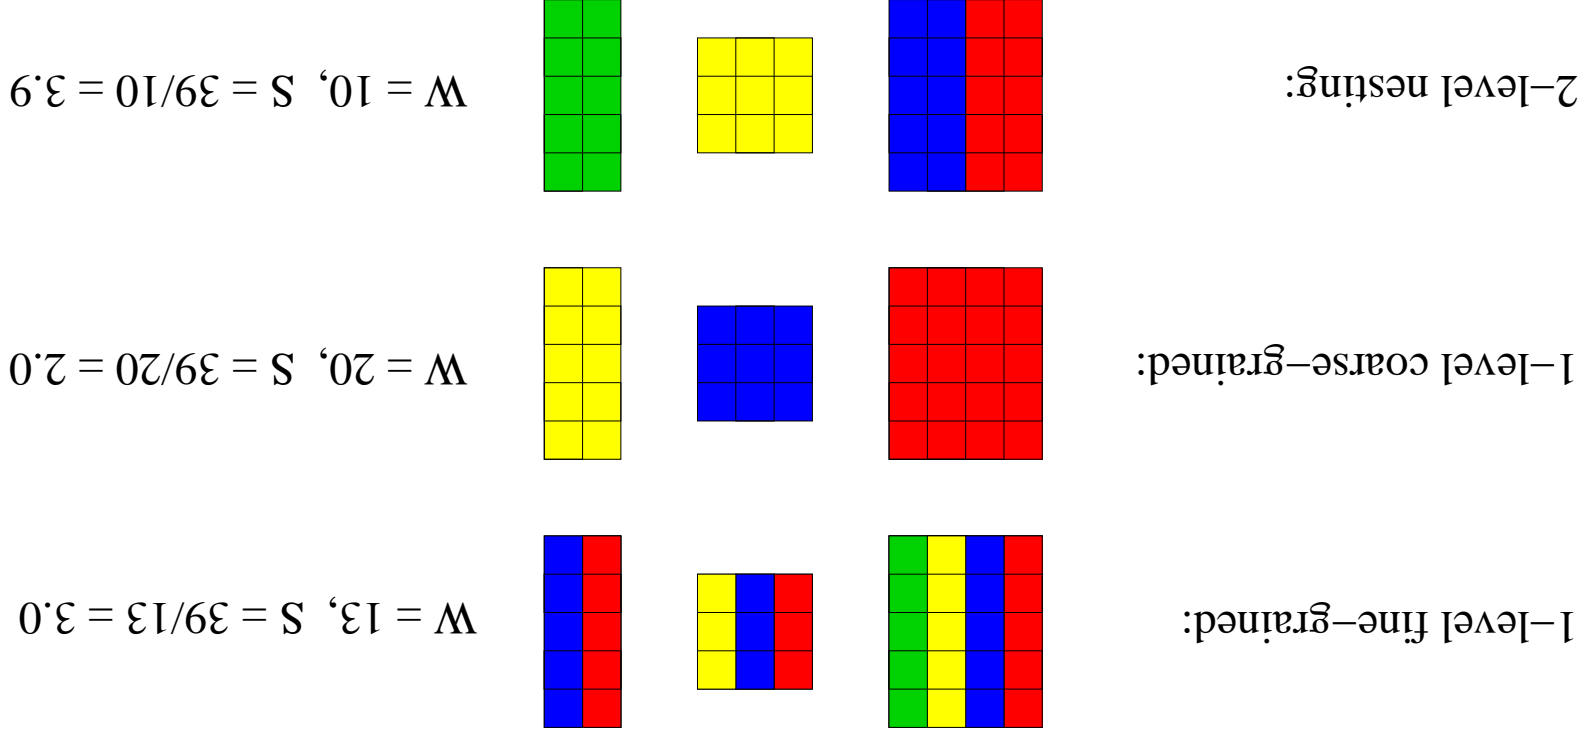 1−level fine−grained:
W = 13, S = 39/13 = 3.0
1−level coarse−grained:
W = 20, S = 39/20 = 2.0
2−level nesting:
W = 10, S = 39/10 = 3.9